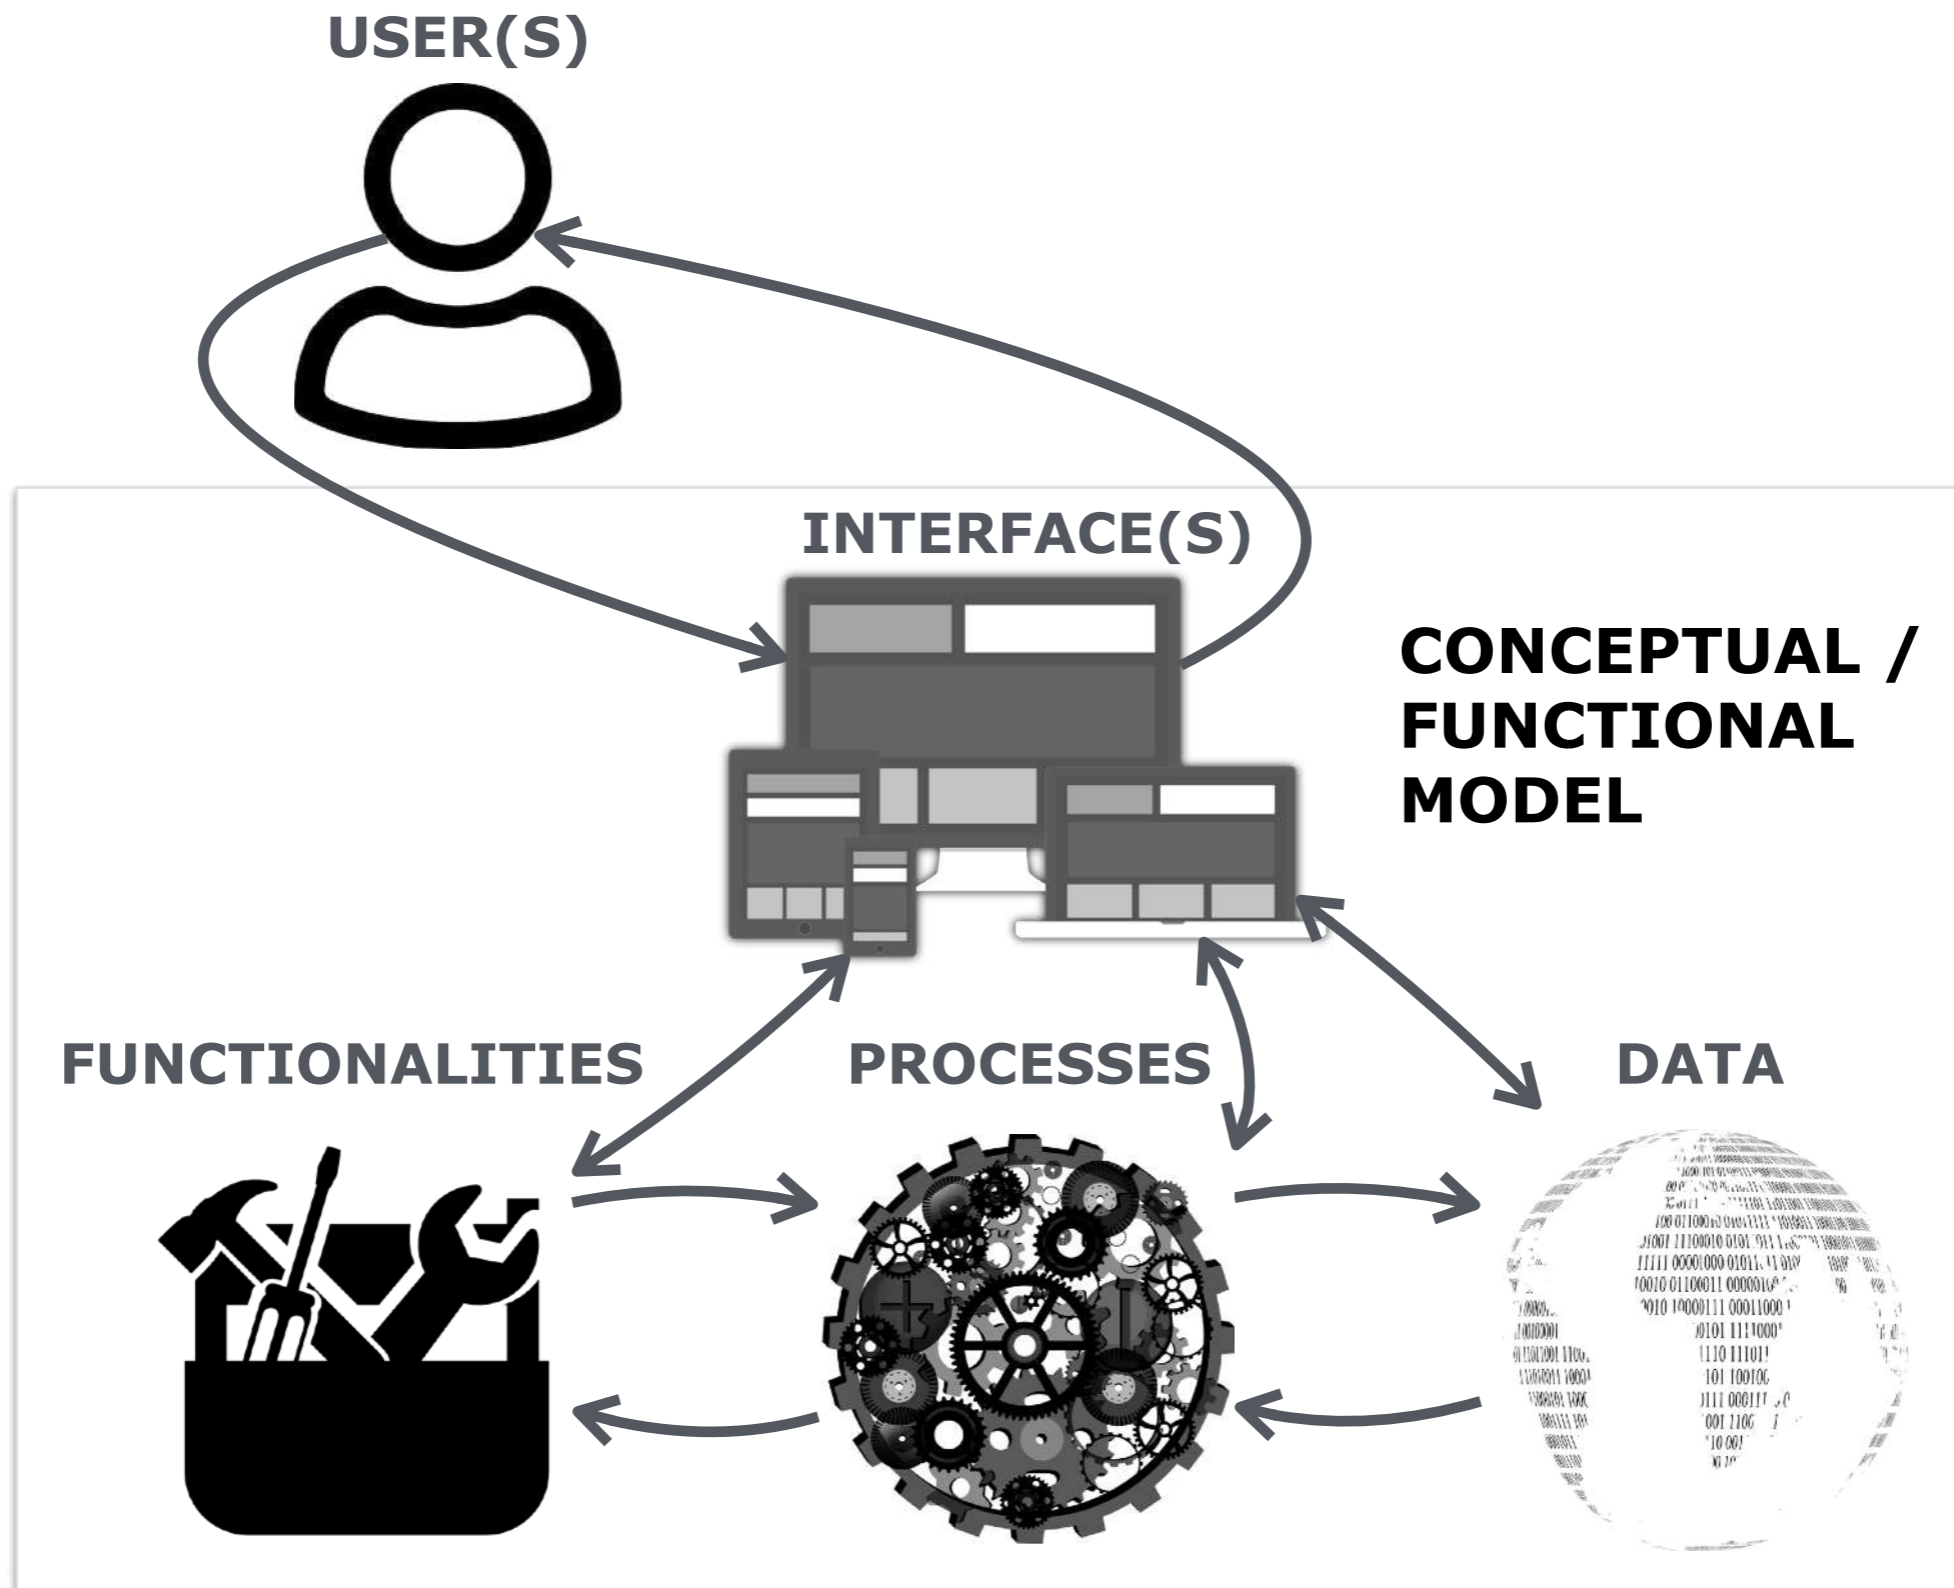 USER(S)
INTERFACE(S)
CONCEPTUAL /
FUNCTIONAL
MODEL
FUNCTIONALITIES
PROCESSES
DATA